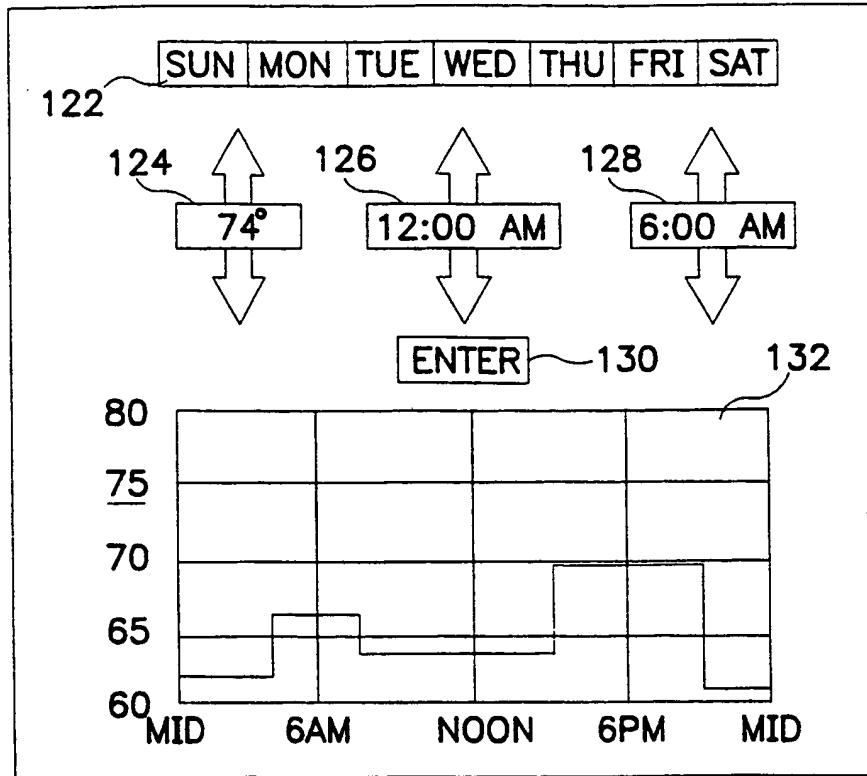 SUN MON TUE WED THU FRI SAT
122
124 126 128
74° 12:00 AM 6:00 AM
ENTER 130 132
80
75
70
65
60
MID 6AM NOON 6PM MID